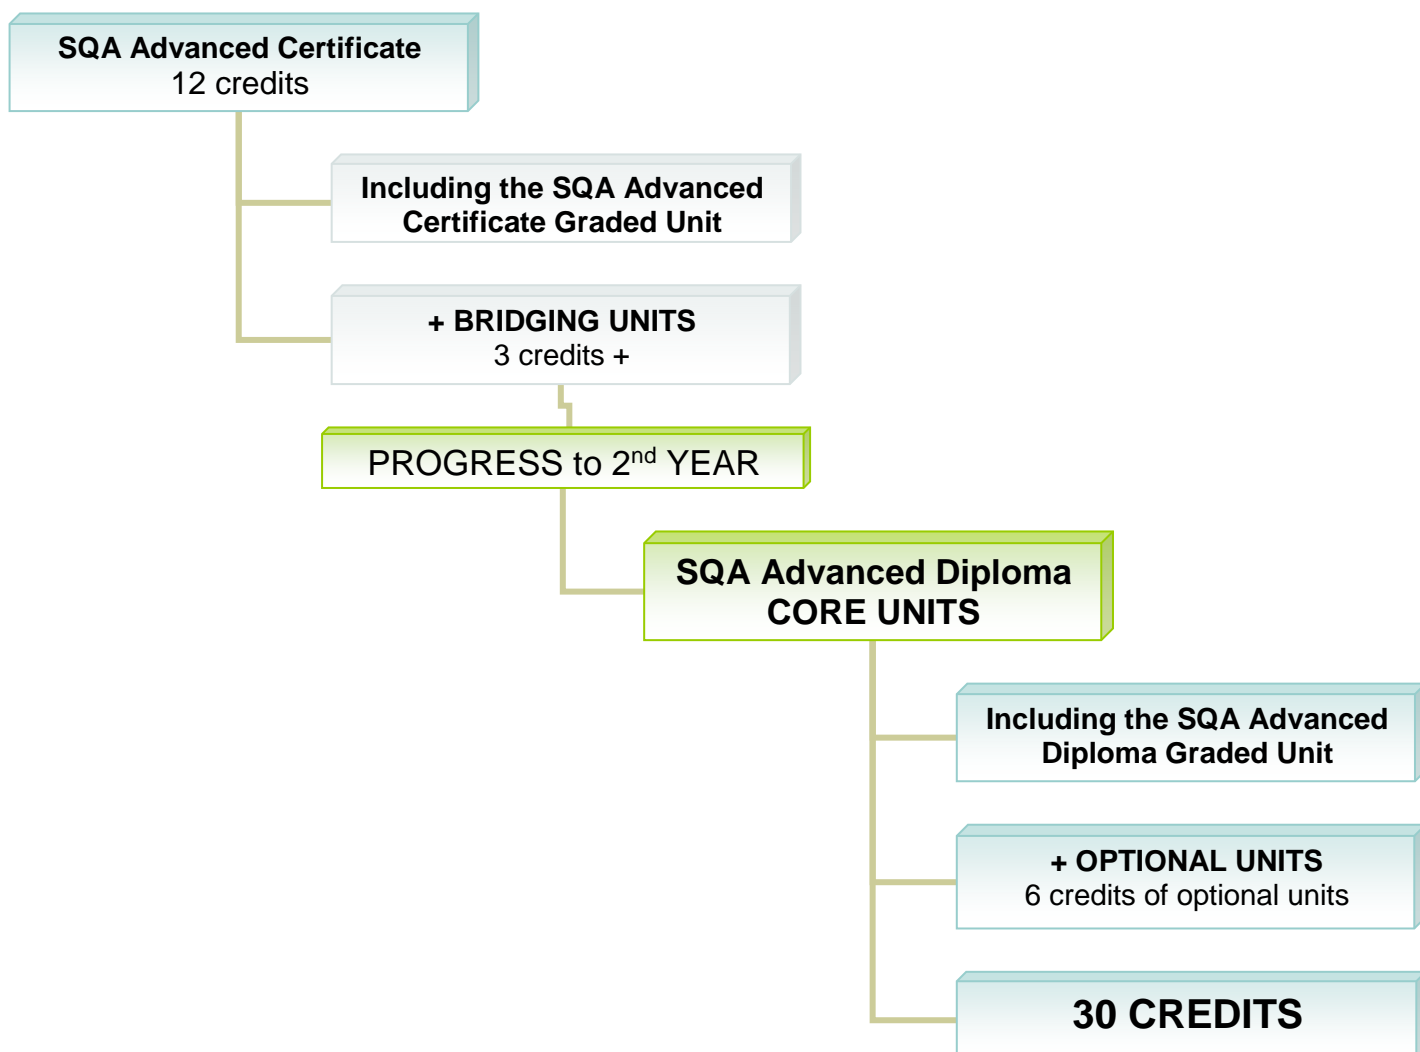 SQA Advanced Certificate
12 credits
Including the SQA Advanced
Certificate Graded Unit
+ BRIDGING UNITS
3 credits +
PROGRESS to 2nd YEAR
SQA Advanced Diploma
CORE UNITS
Including the SQA Advanced
Diploma Graded Unit
+ OPTIONAL UNITS
6 credits of optional units
30 CREDITS